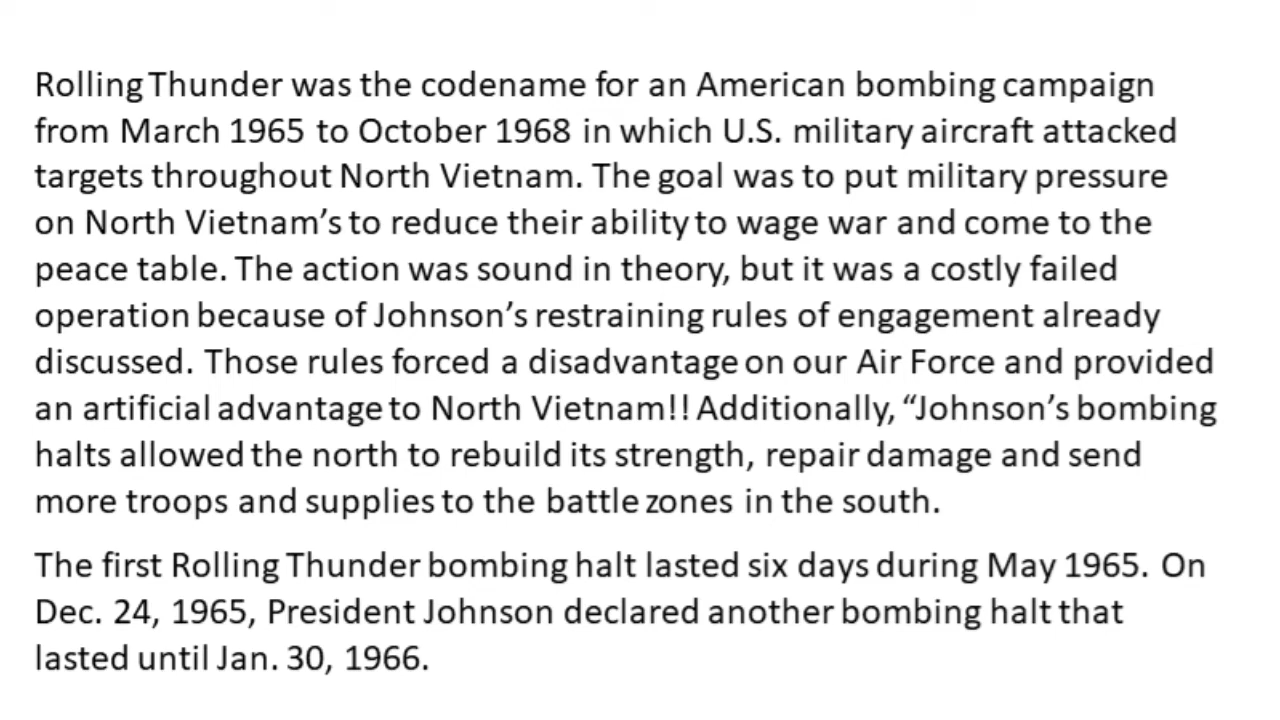 Rolling Thunder was the codename for an American bombing campaign
from March 1965 to October 1968 in which U.S. military aircraft attacked
targets throughout North Vietnam. The goal was to put military pressure
on North Vietnam’s to reduce their ability to wage war and come to the
peace table. The action was sound in theory, but it was a costly failed
operation because of Johnson’s restraining rules of engagement already
discussed. Those rules forced a disadvantage on our Air Force and provided
an artificial advantage to North Vietnam!! Additionally, “Johnson’s bombing
halts allowed the north to rebuild its strength, repair damage and send
more troops and supplies to the battle zones in the south.
The first Rolling Thunder bombing halt lasted six days during May 1965. On
Dec. 24, 1965, President Johnson declared another bombing halt that
lasted until Jan. 30, 1966.